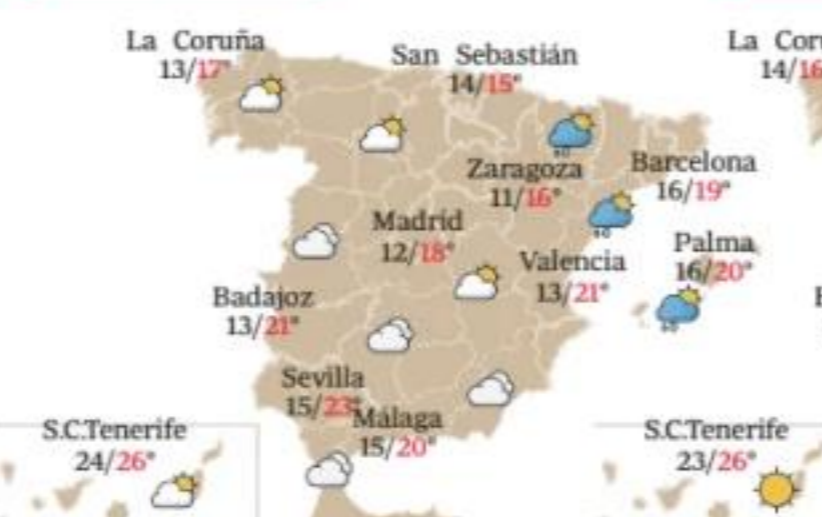 La Coruña
13/17°
San Sebastián
14/15°
La Cor
14/16
Zaragoza
11/16°
Barcelona
16/19°
Madrid
12/18°
Valencia
13/21°
Palma
16/20°
Badajoz
13/21°
Sevilla
15/23°
Málaga
15/20°
S.C.Tenerife
24/26°
S.C.Tenerife
23/26°